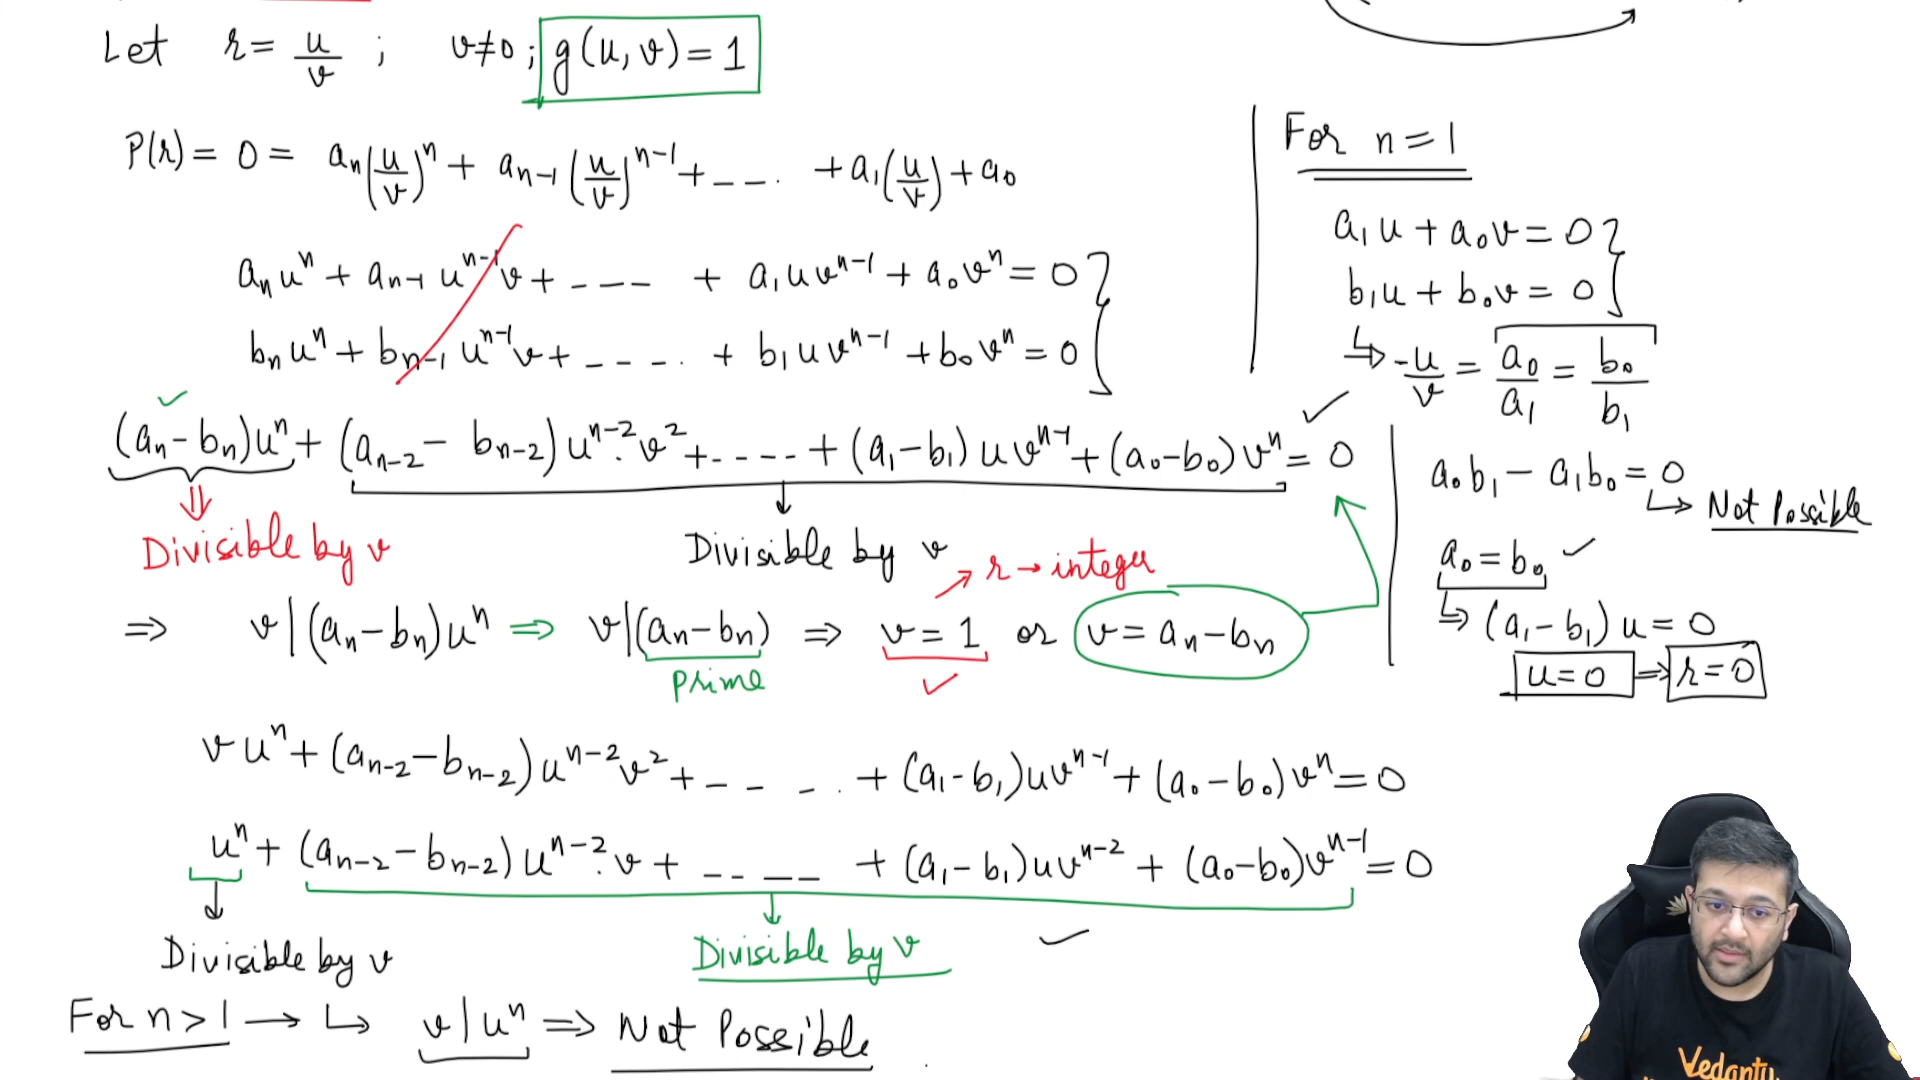 Let r = u/v ; v≠0 ; g(u, v) = 1
P(r) = 0 = aₙ(u/v)ⁿ + aₙ₋₁(u/v)ⁿ⁻¹ + --- . + a₁(u/v) + a₀
aₙuⁿ + aₙ₋₁uⁿ⁻¹v + ---- + a₁uvⁿ⁻¹ + a₀vⁿ = 0 }
bₙuⁿ + bₙ₋₁uⁿ⁻¹v + ---- . + b₁uvⁿ⁻¹ + b₀vⁿ = 0
✓
(aₙ - bₙ)uⁿ + (aₙ₋₂ - bₙ₋₂)uⁿ⁻².v² + ---- + (a₁ - b₁)uvⁿ⁻¹ + (a₀ - b₀)vⁿ = 0 ✓
⇓ ↓
Divisible by v Divisible by v
↗ r → integer
⇒ v|(aₙ - bₙ)uⁿ ⇒ v|(aₙ - bₙ) ⇒ v = 1 or v = aₙ - bₙ
prime ✓
vuⁿ + (aₙ₋₂ - bₙ₋₂)uⁿ⁻²v² + --- . + (a₁ - b₁)uvⁿ⁻¹ + (a₀ - b₀)vⁿ = 0
uⁿ + (aₙ₋₂ - bₙ₋₂)uⁿ⁻².v + ---- + (a₁ - b₁)uvⁿ⁻² + (a₀ - b₀)vⁿ⁻¹ = 0
↓ ↓
Divisible by v Divisible by v ✓
For n > 1 → ↳ v|uⁿ ⇒ Not Possible
For n = 1
a₁u + a₀v = 0 }
b₁u + b₀v = 0
↳ -u/v = a₀/a₁ = b₀/b₁
a₀b₁ - a₁b₀ = 0
↳ Not Possible
a₀ = b₀ ✓
↳ (a₁ - b₁)u = 0
u = 0 ⇒ r = 0
Vedantu